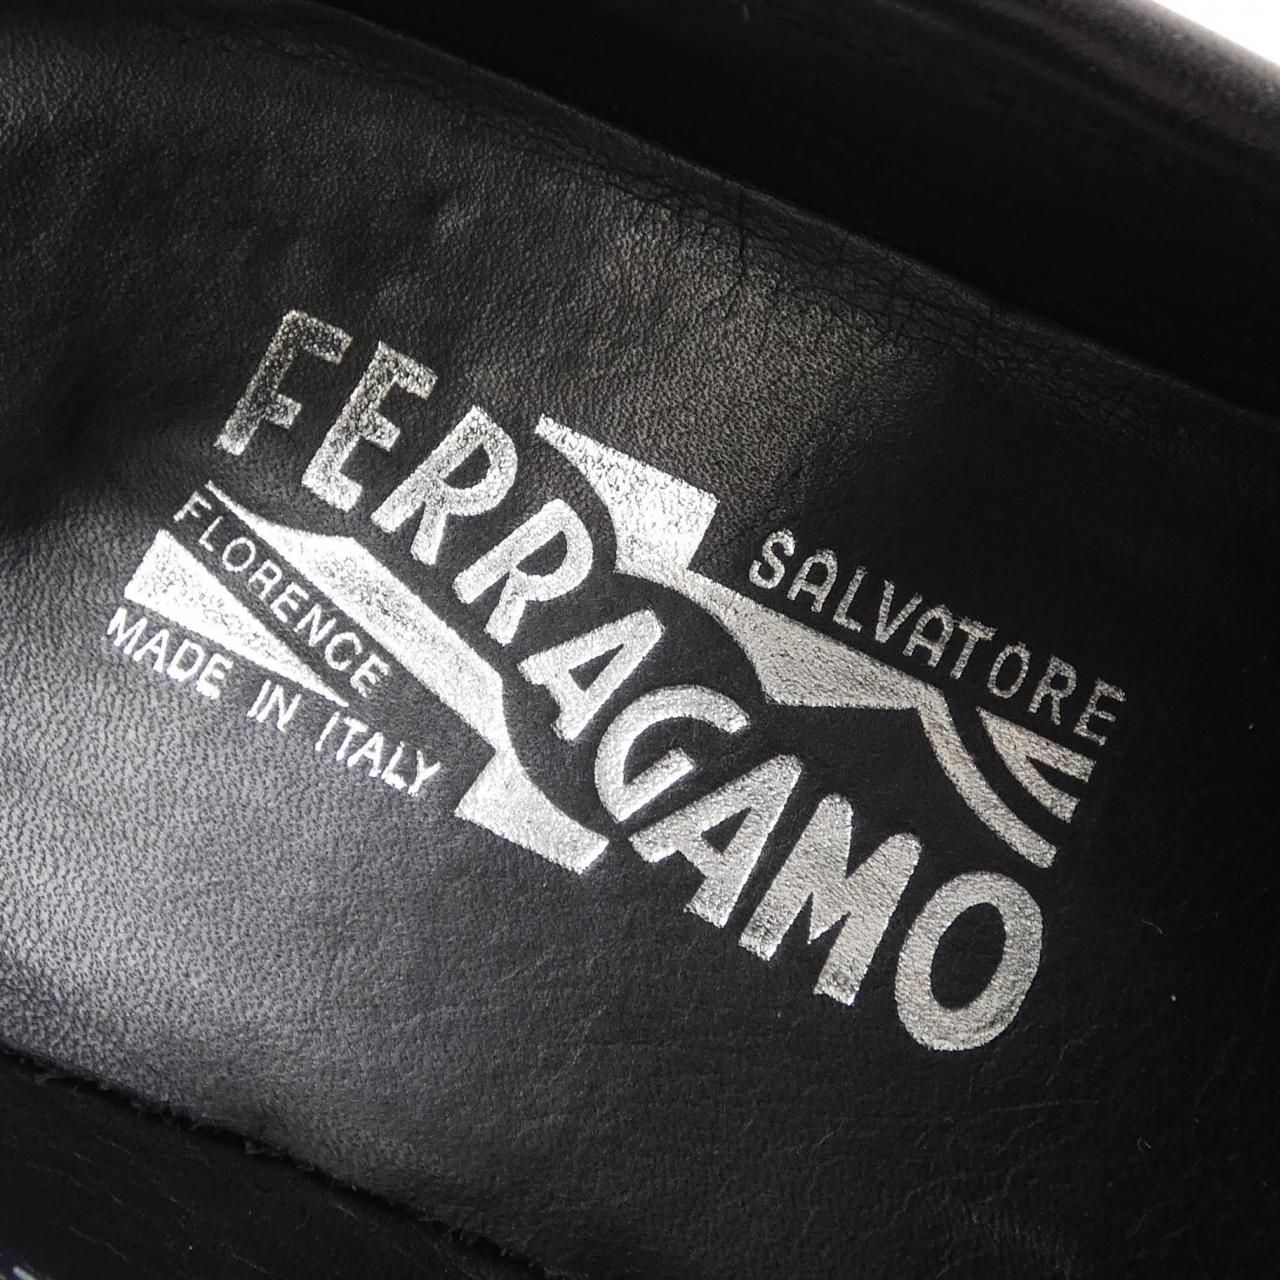 SALVATORE
FERRAGAMO
FLORENCE
MADE IN ITALY